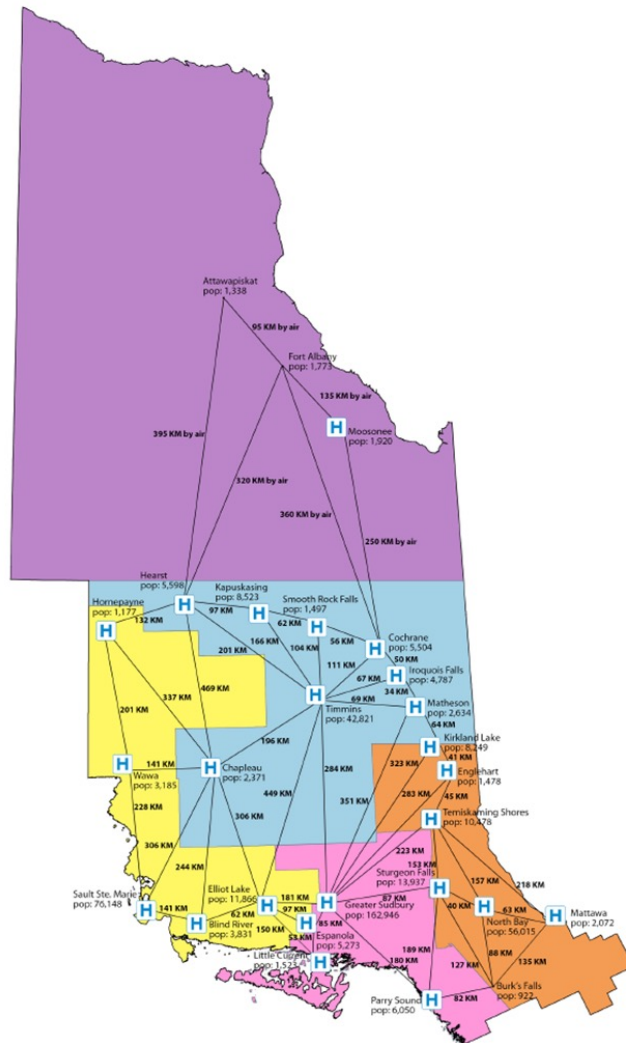 Attawapiskat
pop: 1,338
95 KM by air
Fort Albany
pop: 1,773
135 KM by air
H
Moosonee
pop: 1,920
395 KM by air
320 KM by air
360 KM by air
250 KM by air
Hearst
pop: 5,598
H
Kapuskasing
pop: 8,523
H
Smooth Rock Falls
pop: 1,497
H
Hornepayne
pop: 1,177
H
132 KM
97 KM
62 KM
56 KM
Cochrane
pop: 5,504
H
166 KM
104 KM
201 KM
111 KM
50 KM
Iroquois Falls
pop: 4,787
H
67 KM
34 KM
337 KM
469 KM
69 KM
Timmins
pop: 42,821
H
Matheson
pop: 2,634
H
201 KM
64 KM
196 KM
Kirkland Lake
pop: 8,249
H
141 KM
H
Wawa
pop: 3,185
H
Chapleau
pop: 2,371
284 KM
323 KM
41 KM
Englehart
pop: 1,478
H
449 KM
283 KM
45 KM
228 KM
306 KM
351 KM
Temiskaming Shores
pop: 10,478
H
306 KM
223 KM
153 KM
244 KM
Sturgeon Falls
pop: 13,937
H
157 KM
218 KM
Sault Ste. Marie
pop: 76,148
H
Elliot Lake
pop: 11,866
H
181 KM
87 KM
Greater Sudbury
pop: 162,946
H
40 KM
North Bay
pop: 56,015
H
63 KM
Mattawa
pop: 2,072
H
141 KM
62 KM
97 KM
Blind River
pop: 3,831
H
150 KM
85 KM
Espanola
pop: 5,273
H
53 KM
Little Current
pop: 1,523
H
189 KM
180 KM
88 KM
127 KM
135 KM
Burk's Falls
pop: 922
82 KM
Parry Sound
pop: 6,050
H